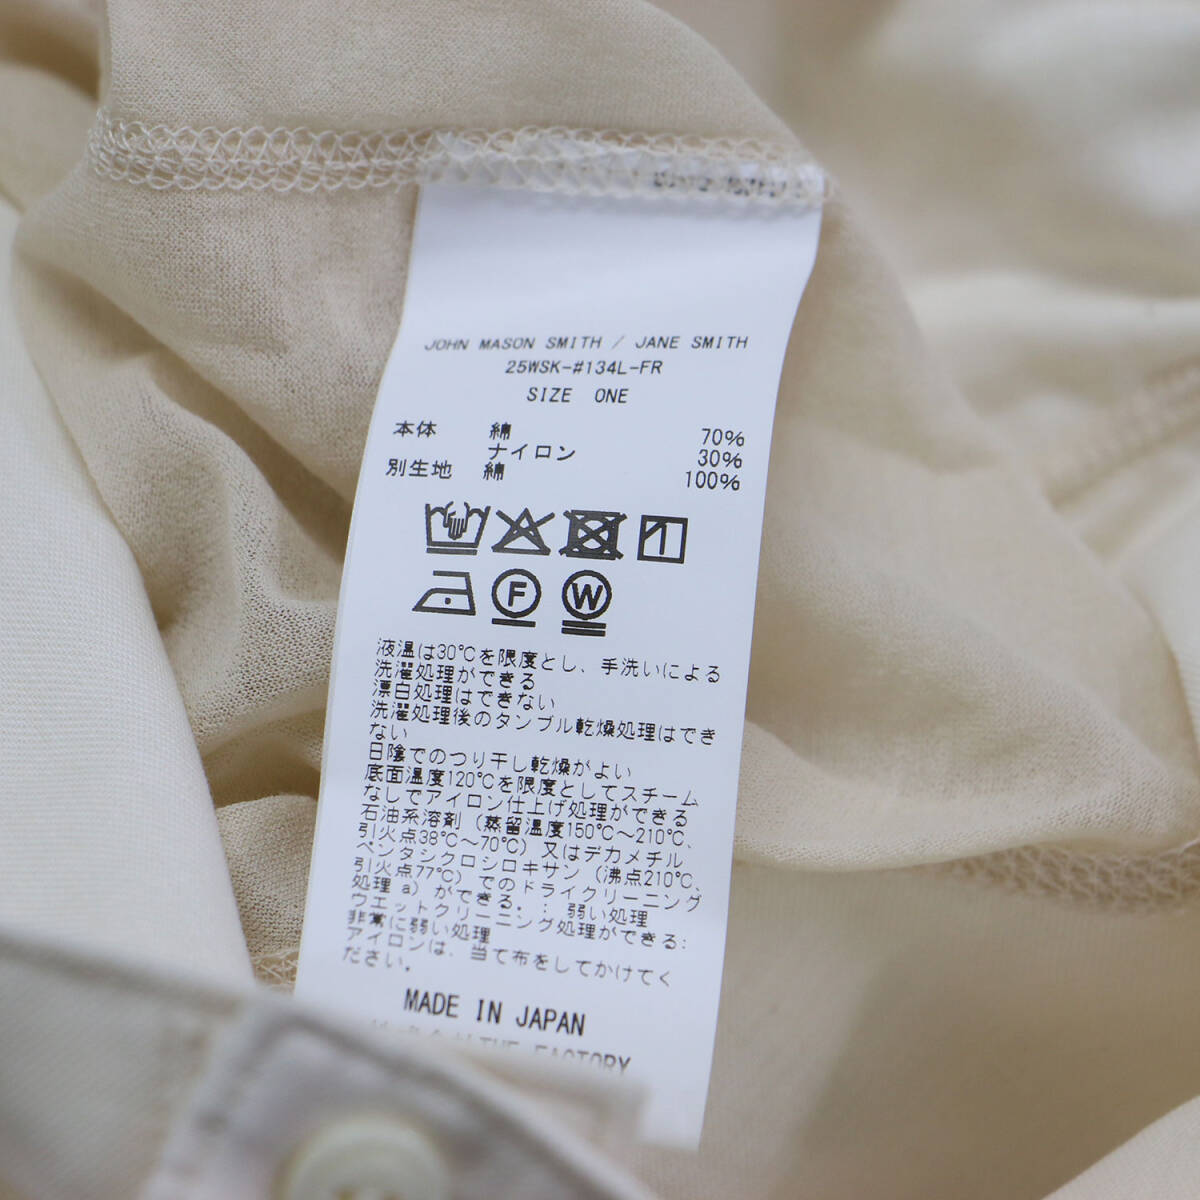 JOHN MASON SMITH / JANE SMITH
25WSK-#134L-FR
SIZE ONE
本体 綿 70%
ナイロン 30%
別生地 綿 100%
F W
液温は30℃を限度とし、手洗いによる
洗濯処理ができる
漂白処理はできない
洗濯処理後のタンブル乾燥処理はでき
ない
日陰でのつり干し乾燥がよい
底面温度120℃を限度としてスチーム
なしでアイロン仕上げ処理ができる
石油系溶剤(蒸留温度150℃～210℃、
引火点38℃～70℃)又はデカメチル
ペンタシクロシロキサン(沸点210℃、
引火点77℃)でのドライクリーニング
処理a)ができる。: 弱い処理
ウエットクリーニング処理ができる:
非常に弱い処理
アイロンは、当て布をしてかけてく
ださい。
MADE IN JAPAN
THE FACTORY